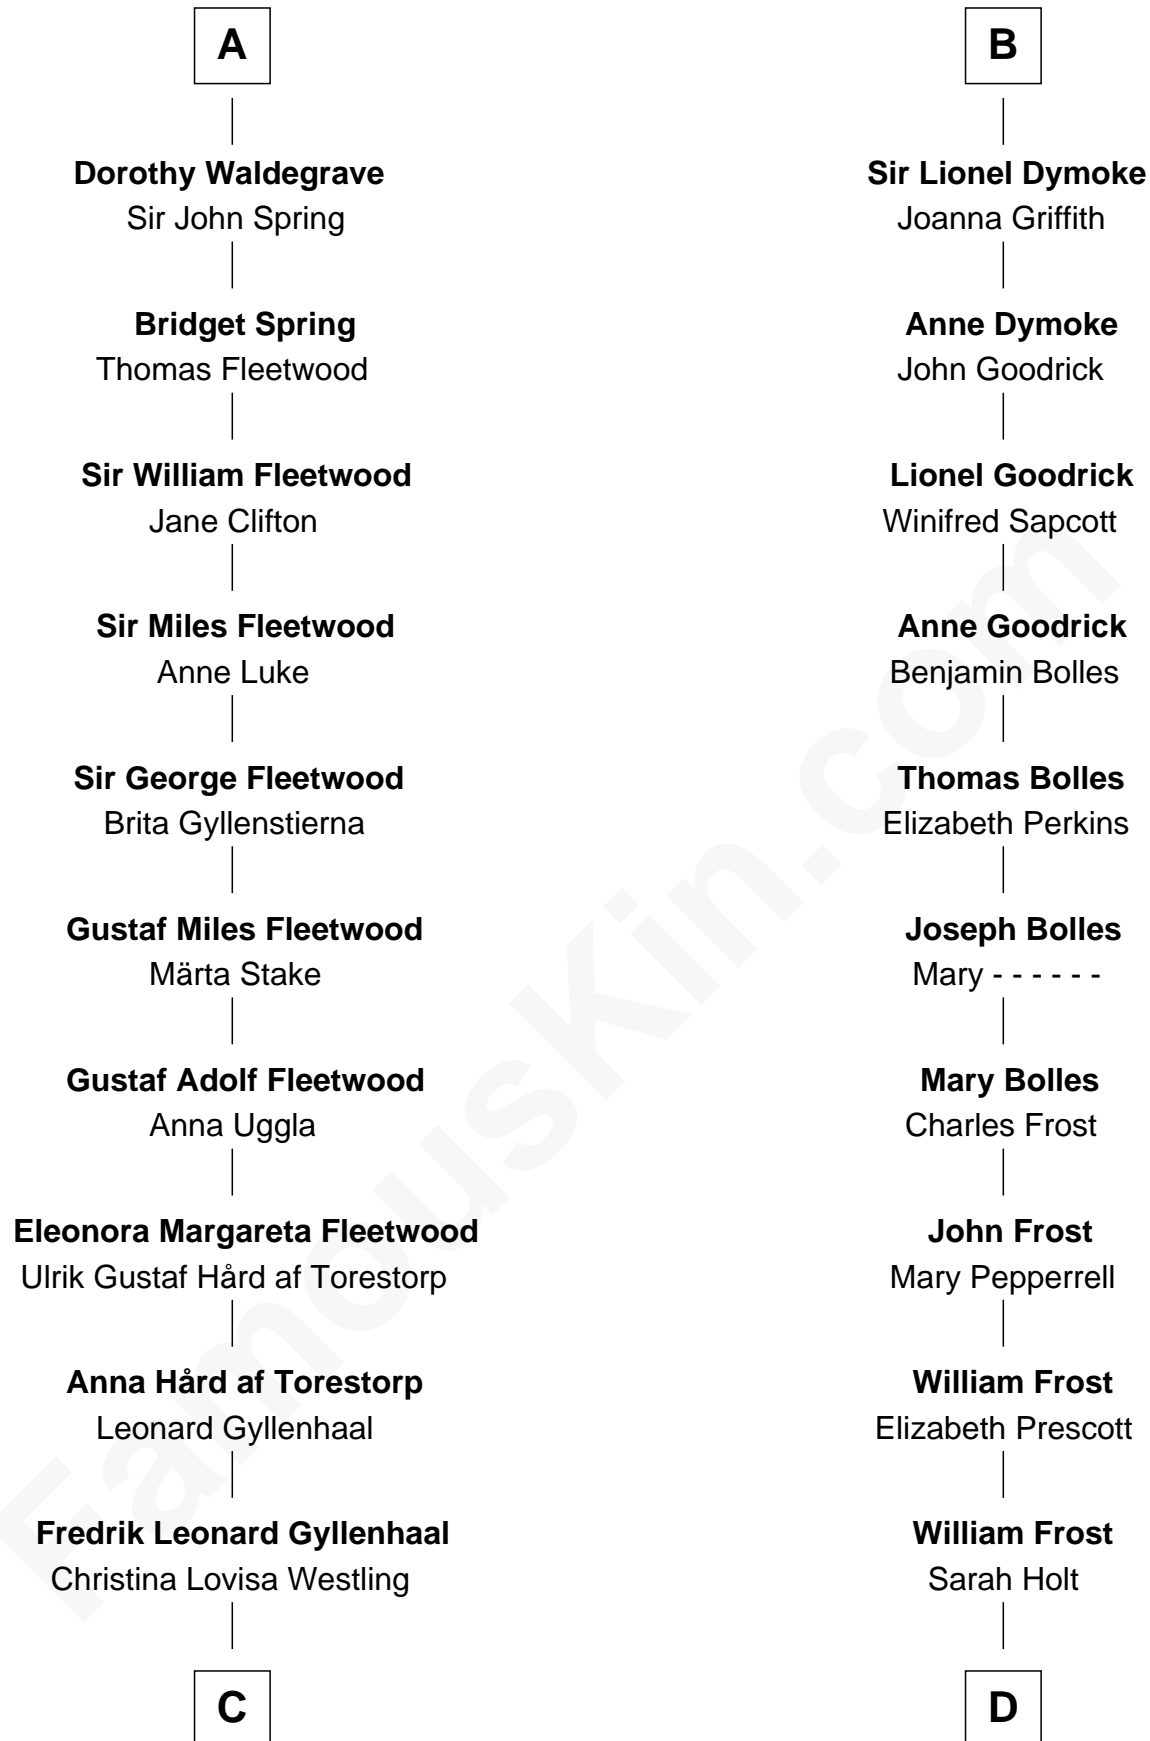 A
Dorothy Waldegrave
Sir John Spring
Bridget Spring
Thomas Fleetwood
Sir William Fleetwood
Jane Clifton
Sir Miles Fleetwood
Anne Luke
Sir George Fleetwood
Brita Gyllenstierna
Gustaf Miles Fleetwood
Märta Stake
Gustaf Adolf Fleetwood
Anna Uggla
Eleonora Margareta Fleetwood
Ulrik Gustaf Hård af Torestorp
Anna Hård af Torestorp
Leonard Gyllenhaal
Fredrik Leonard Gyllenhaal
Christina Lovisa Westling
C
B
Sir Lionel Dymoke
Joanna Griffith
Anne Dymoke
John Goodrick
Lionel Goodrick
Winifred Sapcott
Anne Goodrick
Benjamin Bolles
Thomas Bolles
Elizabeth Perkins
Joseph Bolles
Mary - - - - - -
Mary Bolles
Charles Frost
John Frost
Mary Pepperrell
William Frost
Elizabeth Prescott
William Frost
Sarah Holt
D
FamousKin.com